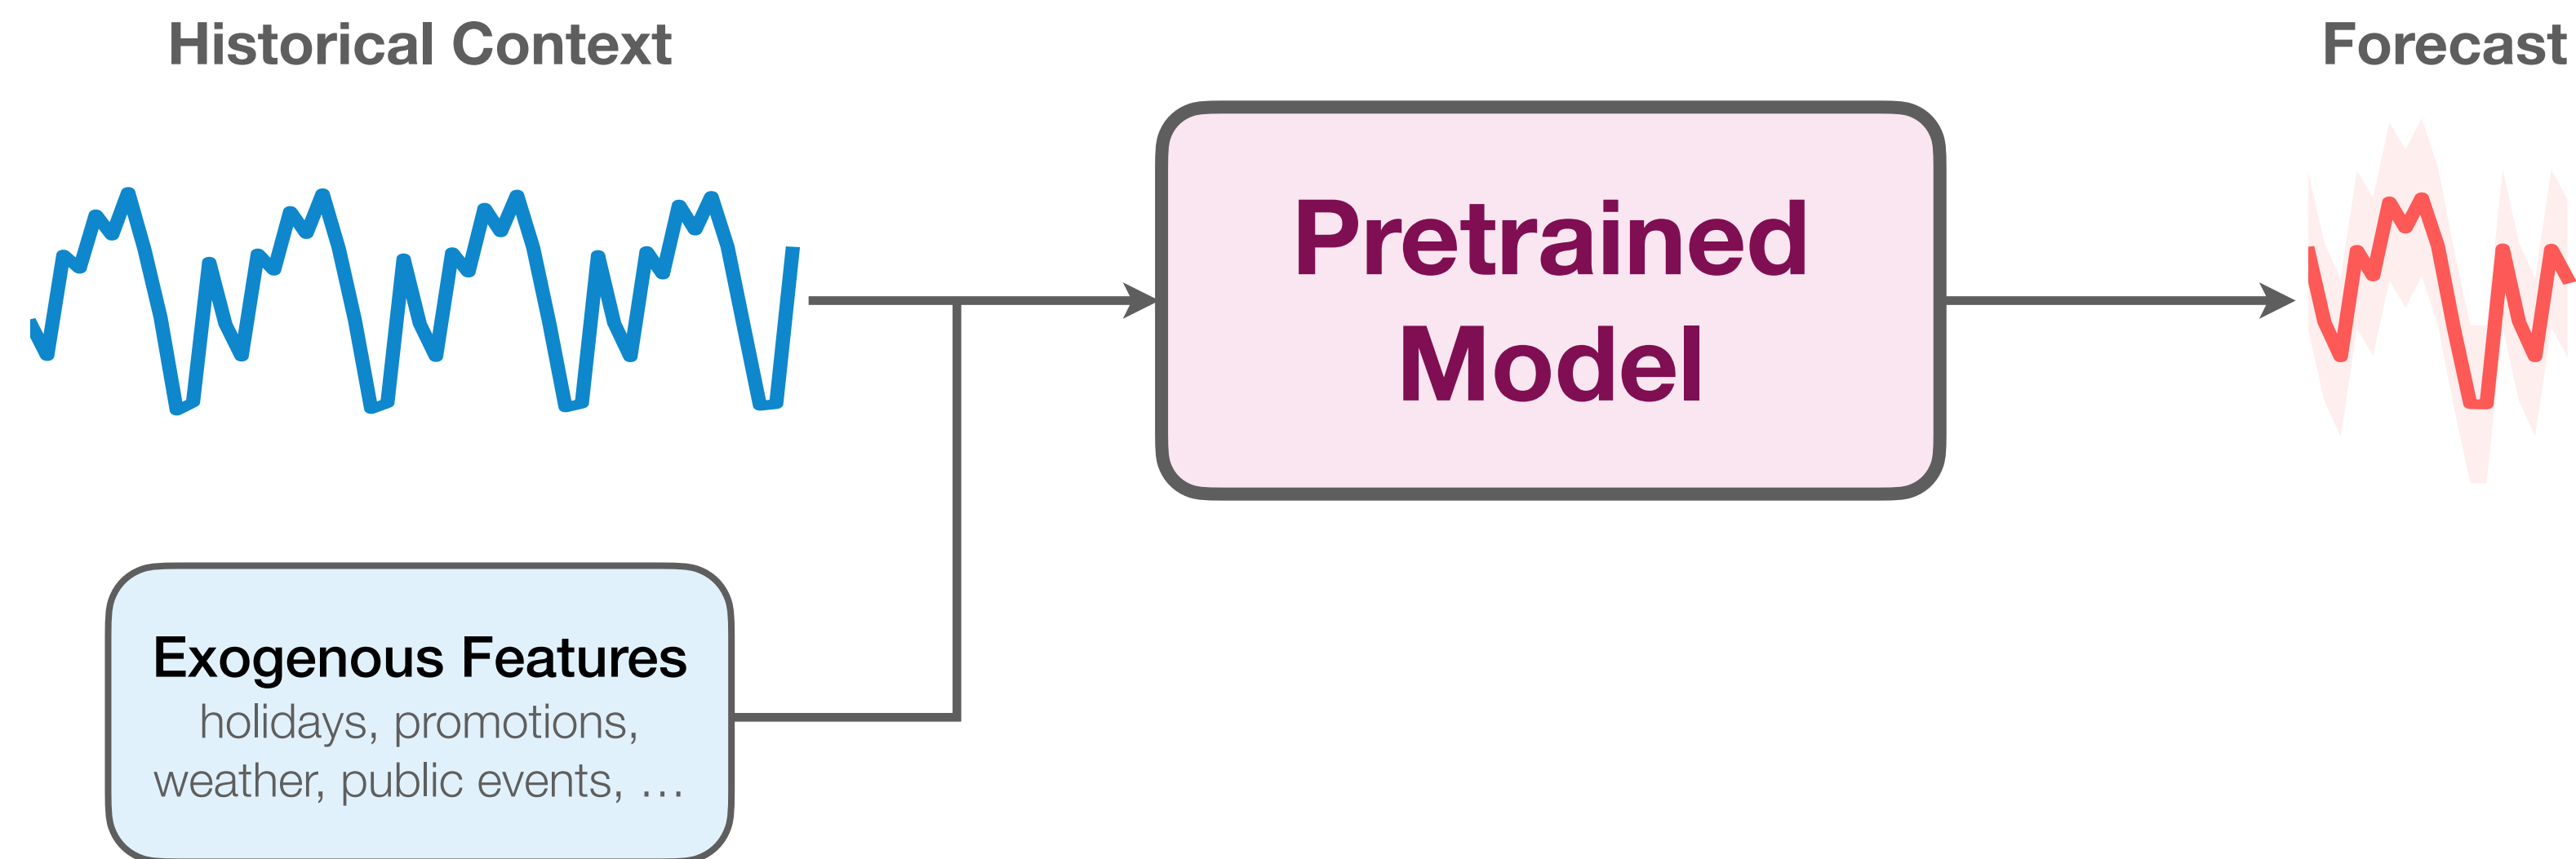 Historical Context
Forecast
Pretrained
Model
Exogenous Features
holidays, promotions,
weather, public events, …